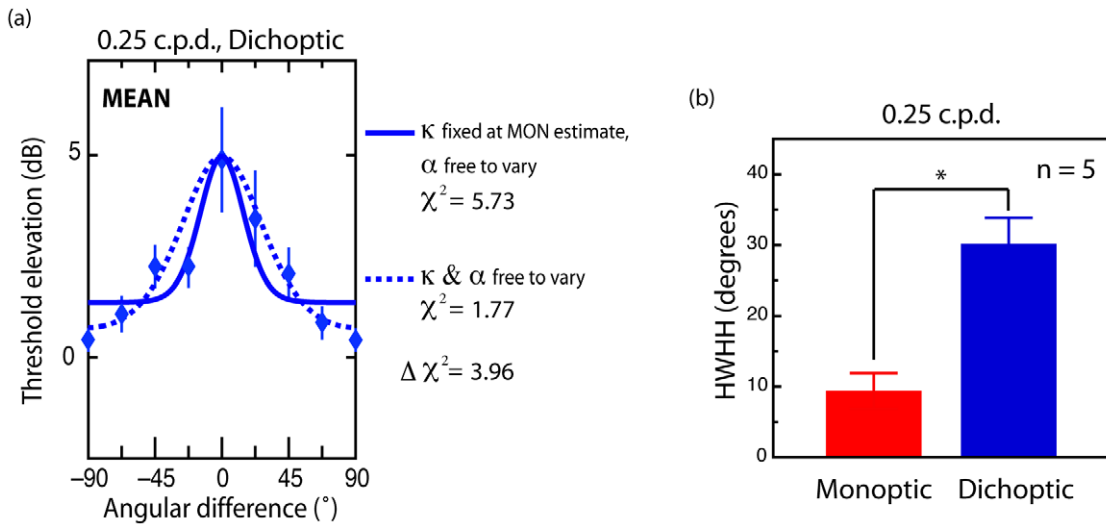 (a)
0.25 c.p.d., Dichoptic
MEAN
Threshold elevation (dB)
5
0
−90 −45 0 45 90
Angular difference (˚)
κ fixed at MON estimate,
α free to vary
χ² = 5.73
κ & α free to vary
χ² = 1.77
Δ χ² = 3.96
(b)
0.25 c.p.d.
n = 5
*
HWHH (degrees)
40
30
20
10
0
Monoptic Dichoptic